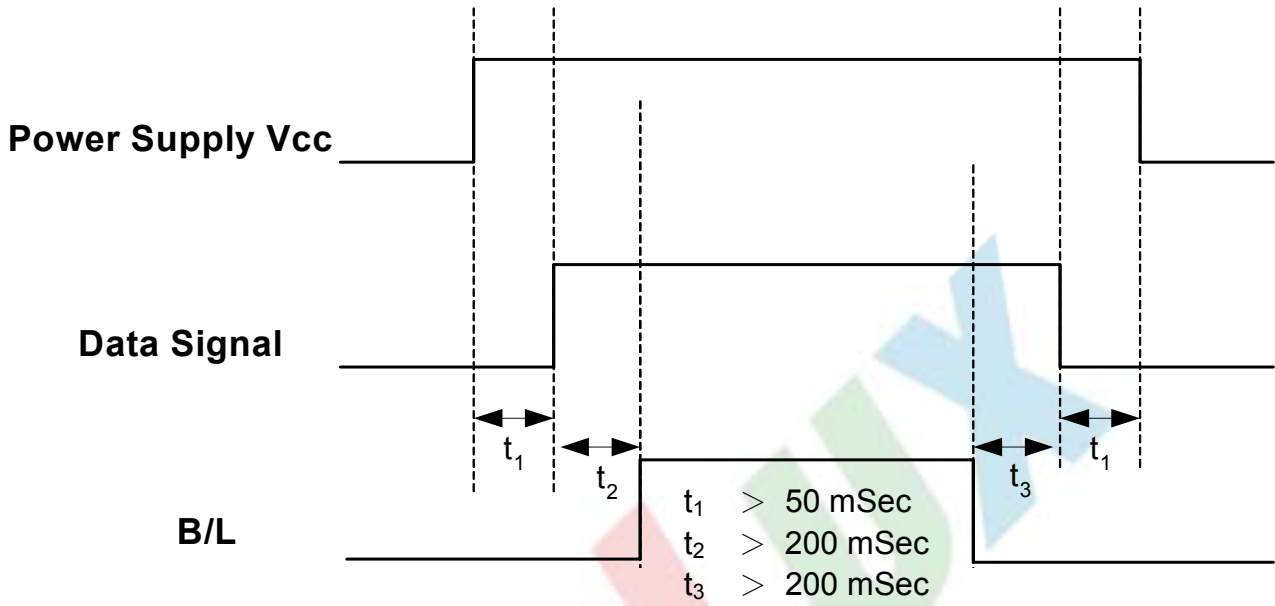 Power Supply Vcc
Data Signal
t₁
t₂
t₃
t₁
B/L
t₁ > 50 mSec
t₂ > 200 mSec
t₃ > 200 mSec